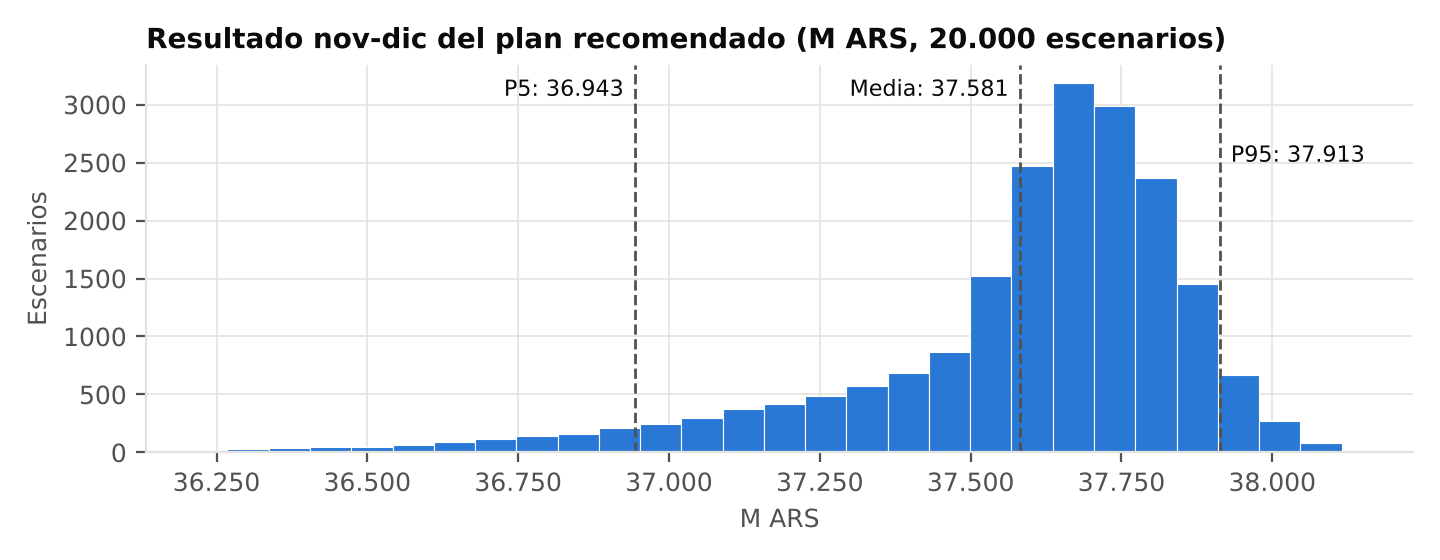 Resultado nov-dic del plan recomendado (M ARS, 20.000 escenarios)
P5: 36.943
Media: 37.581
P95: 37.913
Escenarios
3000
2500
2000
1500
1000
500
0
36.250 36.500 36.750 37.000 37.250 37.500 37.750 38.000
M ARS